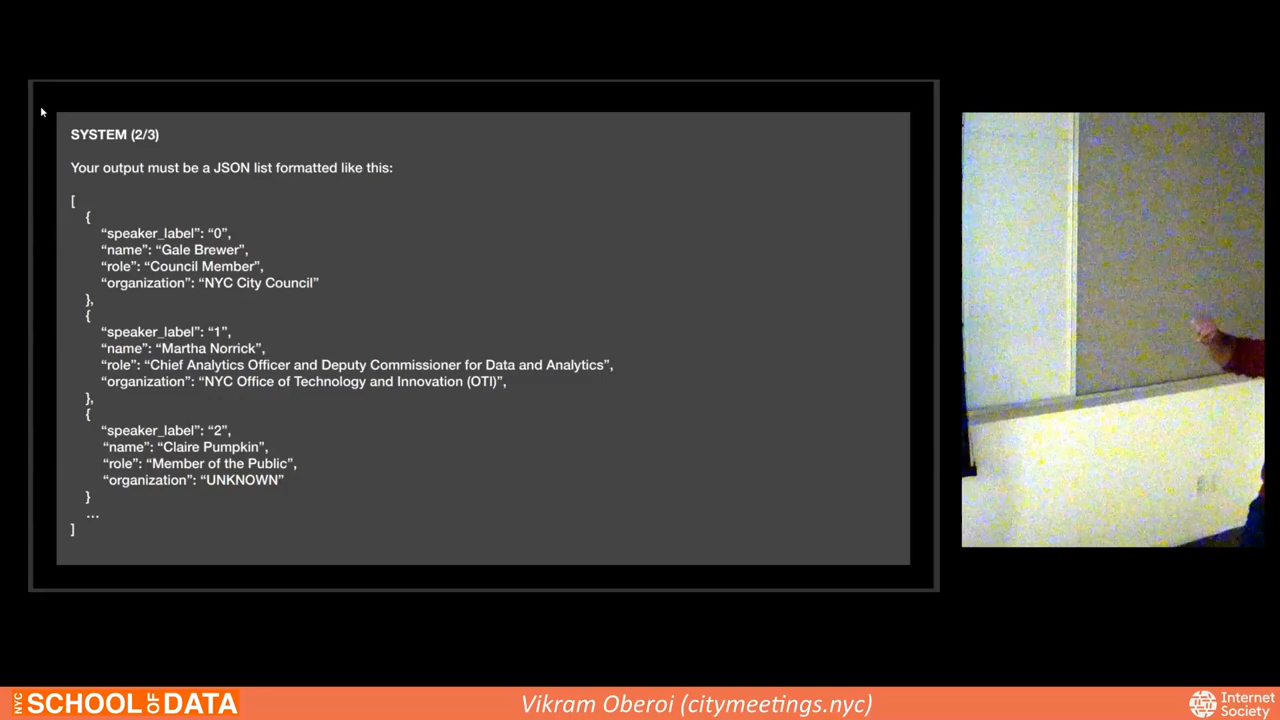 SYSTEM (2/3)
Your output must be a JSON list formatted like this:
[
{
“speaker_label”: “0”,
“name”: “Gale Brewer”,
“role”: “Council Member”,
“organization”: “NYC City Council”
},
{
“speaker_label”: “1”,
“name”: “Martha Norrick”,
“role”: “Chief Analytics Officer and Deputy Commissioner for Data and Analytics”,
“organization”: “NYC Office of Technology and Innovation (OTI)”,
},
{
“speaker_label”: “2”,
“name”: “Claire Pumpkin”,
“role”: “Member of the Public”,
“organization”: “UNKNOWN”
}
…
]
NYC SCHOOL OF DATA
Vikram Oberoi (citymeetings.nyc)
Internet
Society